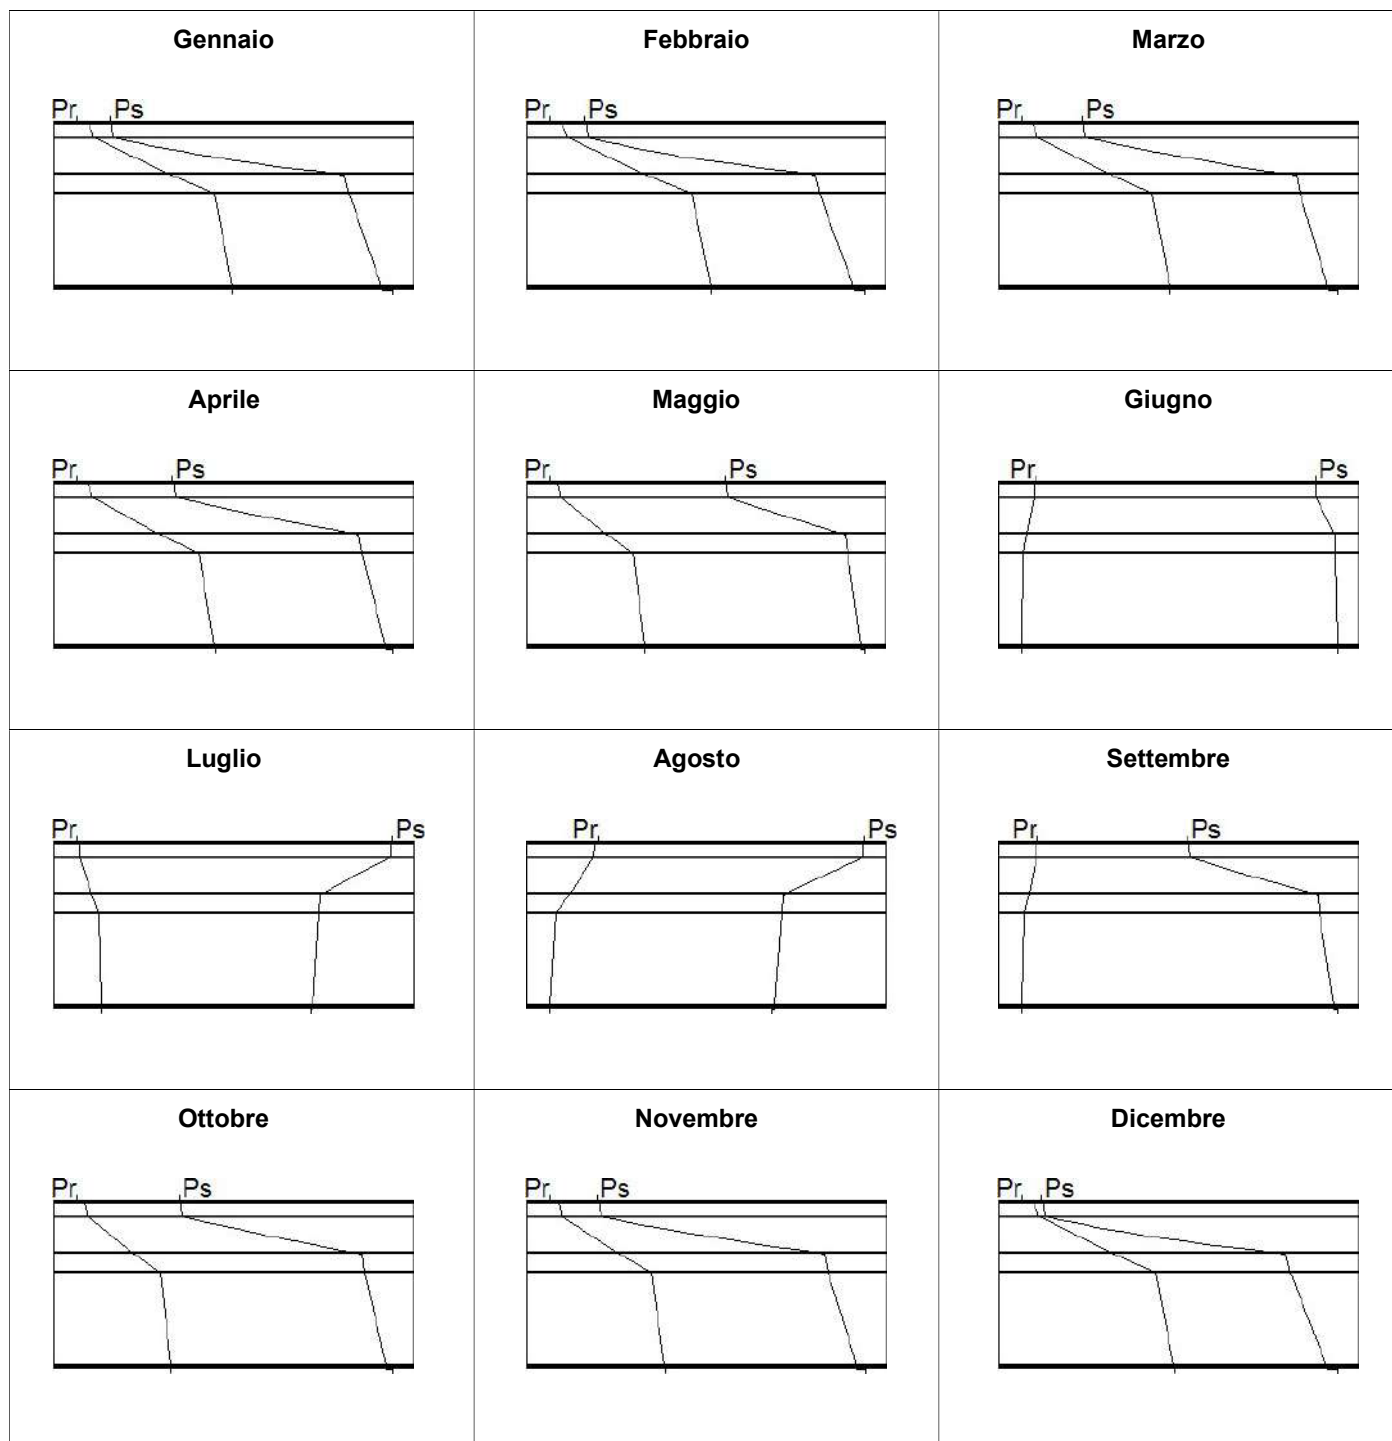 Gennaio Febbraio Marzo
Pr Ps Pr Ps Pr Ps
Aprile Maggio Giugno
Pr Ps Pr Ps Pr Ps
Luglio Agosto Settembre
Pr Ps Pr Ps Pr Ps
Ottobre Novembre Dicembre
Pr Ps Pr Ps Pr Ps